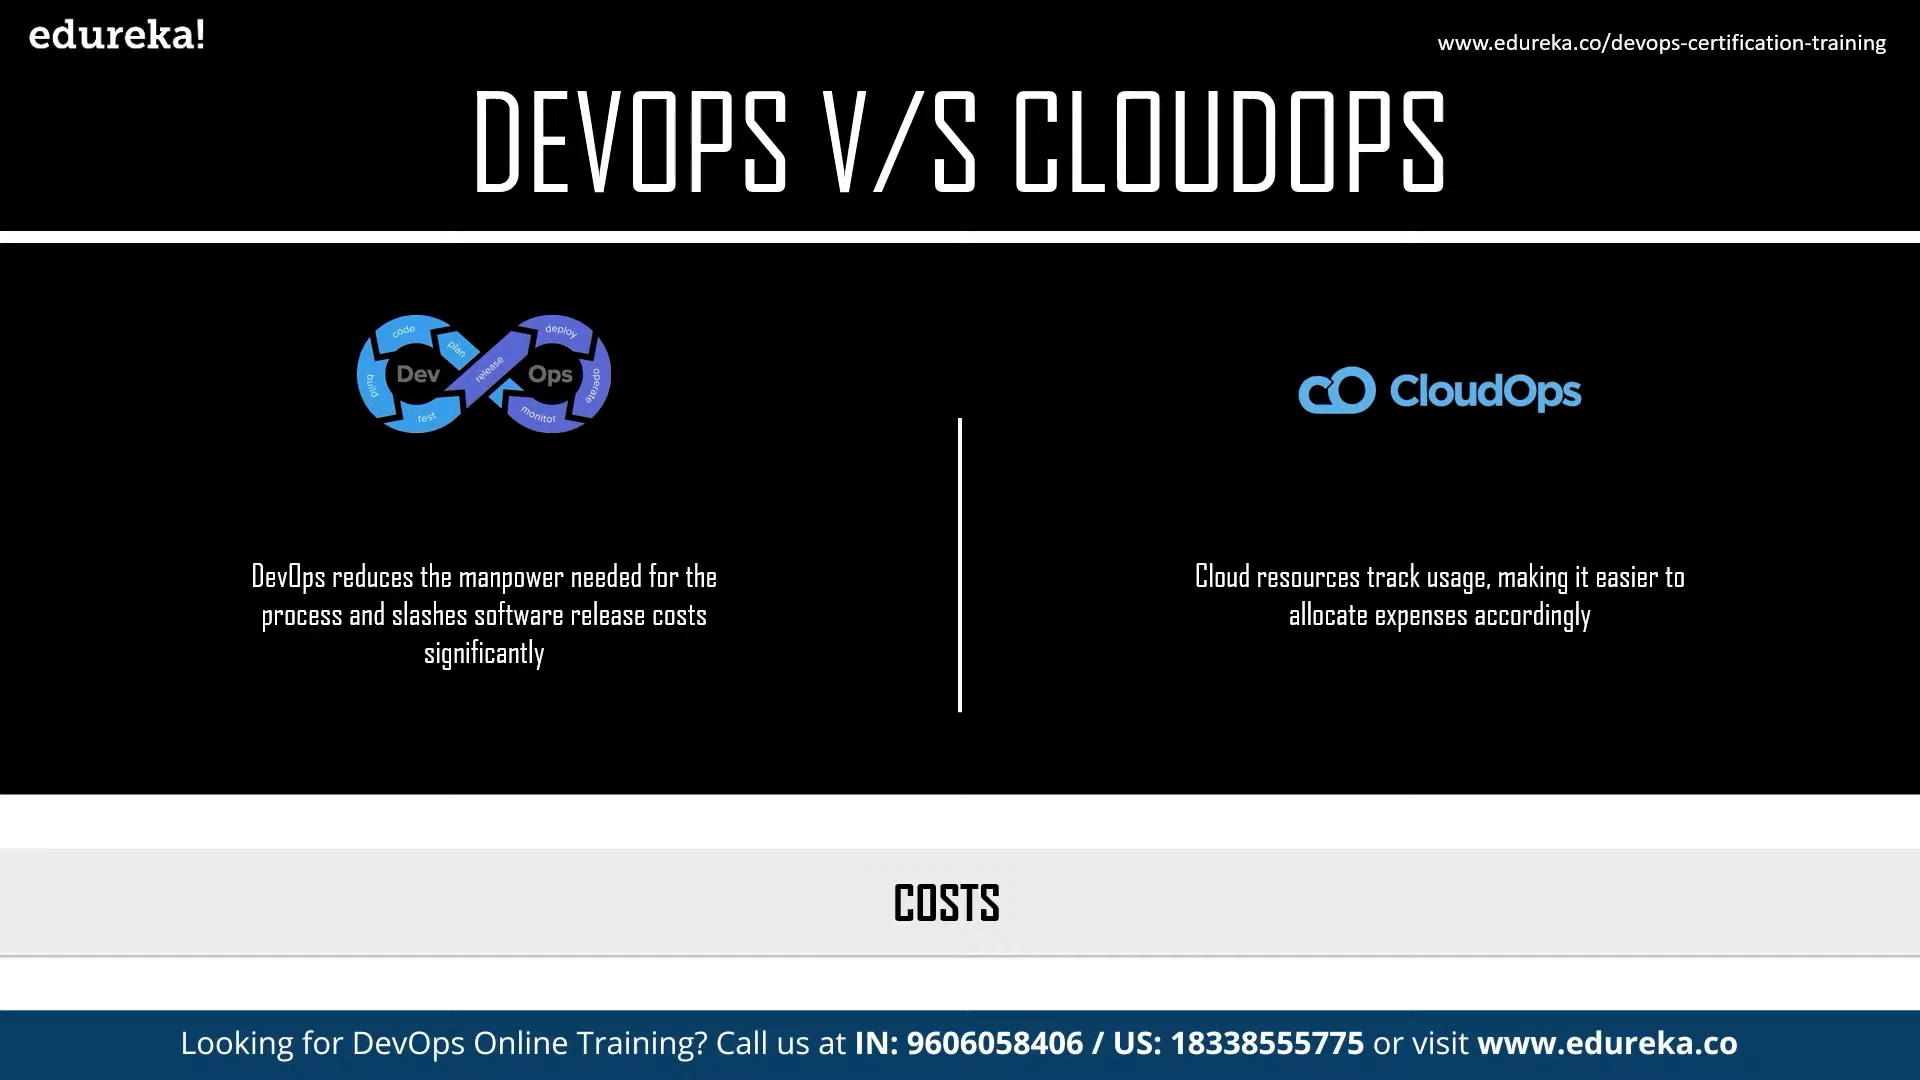 edureka!
www.edureka.co/devops-certification-training
DEVOPS V/S CLOUDOPS
code
plan
build
test
Dev
release
deploy
operate
monitor
Ops
CloudOps
DevOps reduces the manpower needed for the
process and slashes software release costs
significantly
Cloud resources track usage, making it easier to
allocate expenses accordingly
COSTS
Looking for DevOps Online Training? Call us at IN: 9606058406 / US: 18338555775 or visit www.edureka.co